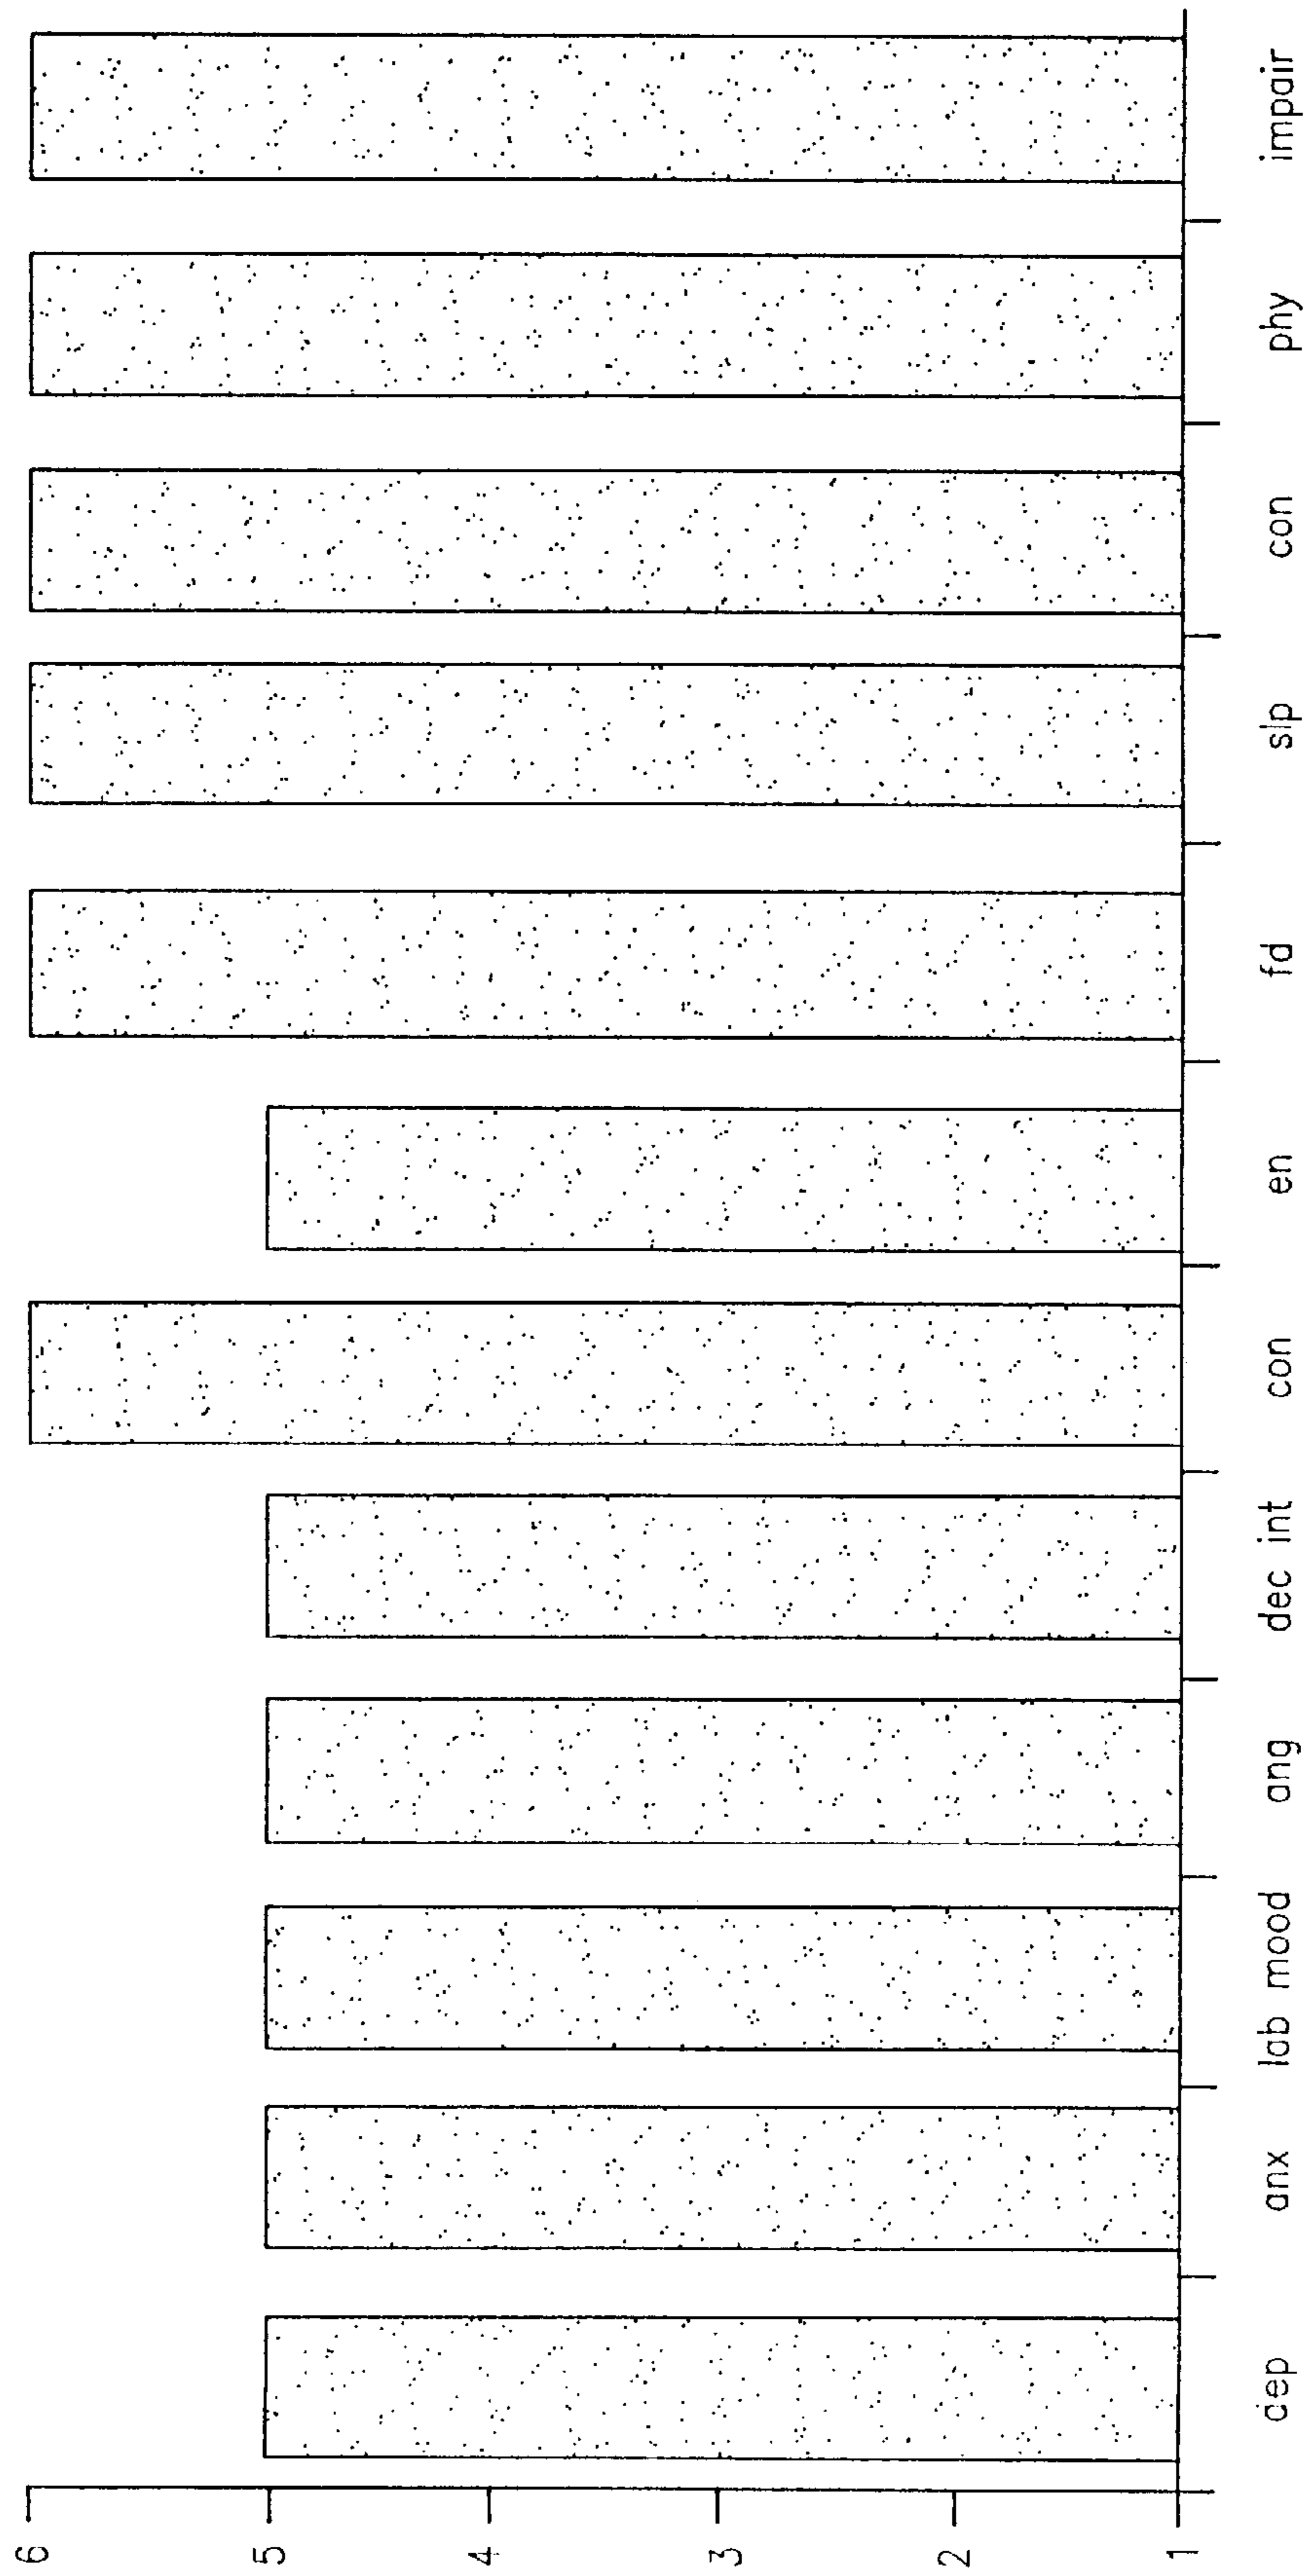 6
5
4
3
2
1
dep
anx
lab mood
ang
dec int
con
en
fd
slp
con
phy
impair